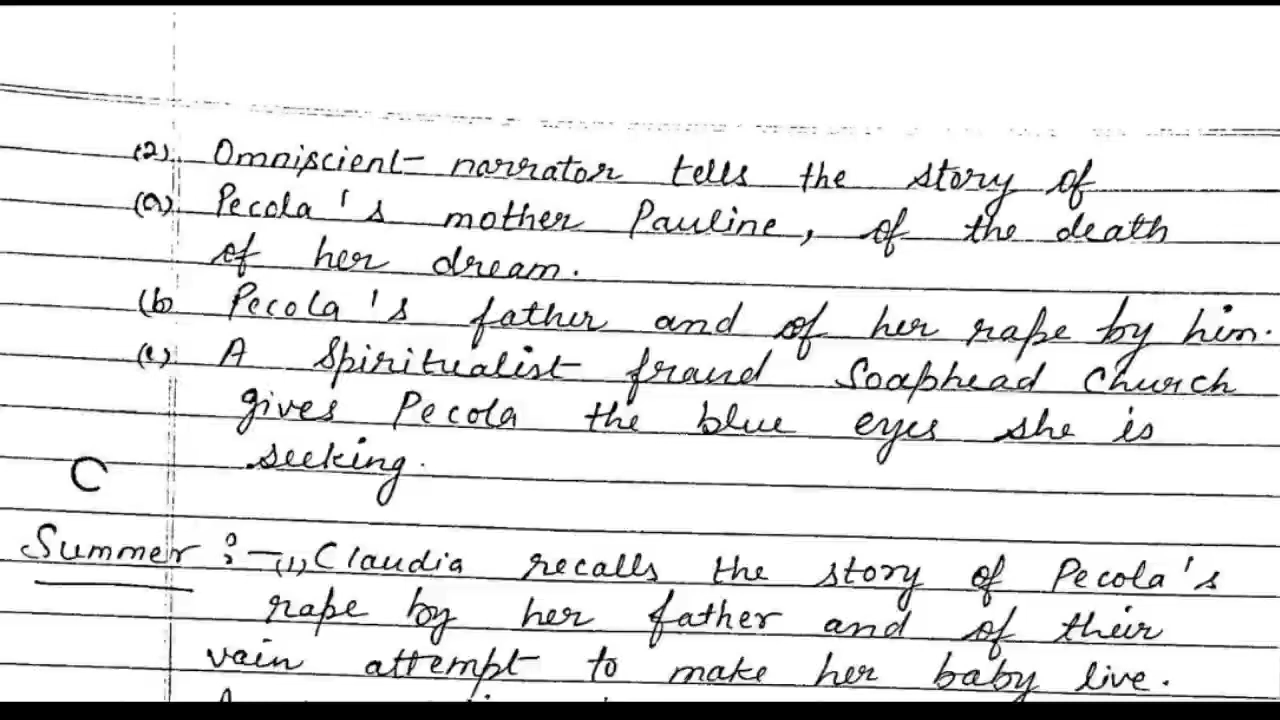 (2). Omniscient narrator tells the story of
(a) Pecola's mother Pauline, of the death
of her dream.
(b Pecola's father and of her rape by him.
(c) A Spiritualist fraud Soaphead Church
gives Pecola the blue eyes she is
seeking.
C
Summer :- (1), Claudia recalls the story of Pecola's
rape by her father and of their
vain attempt to make her baby live.